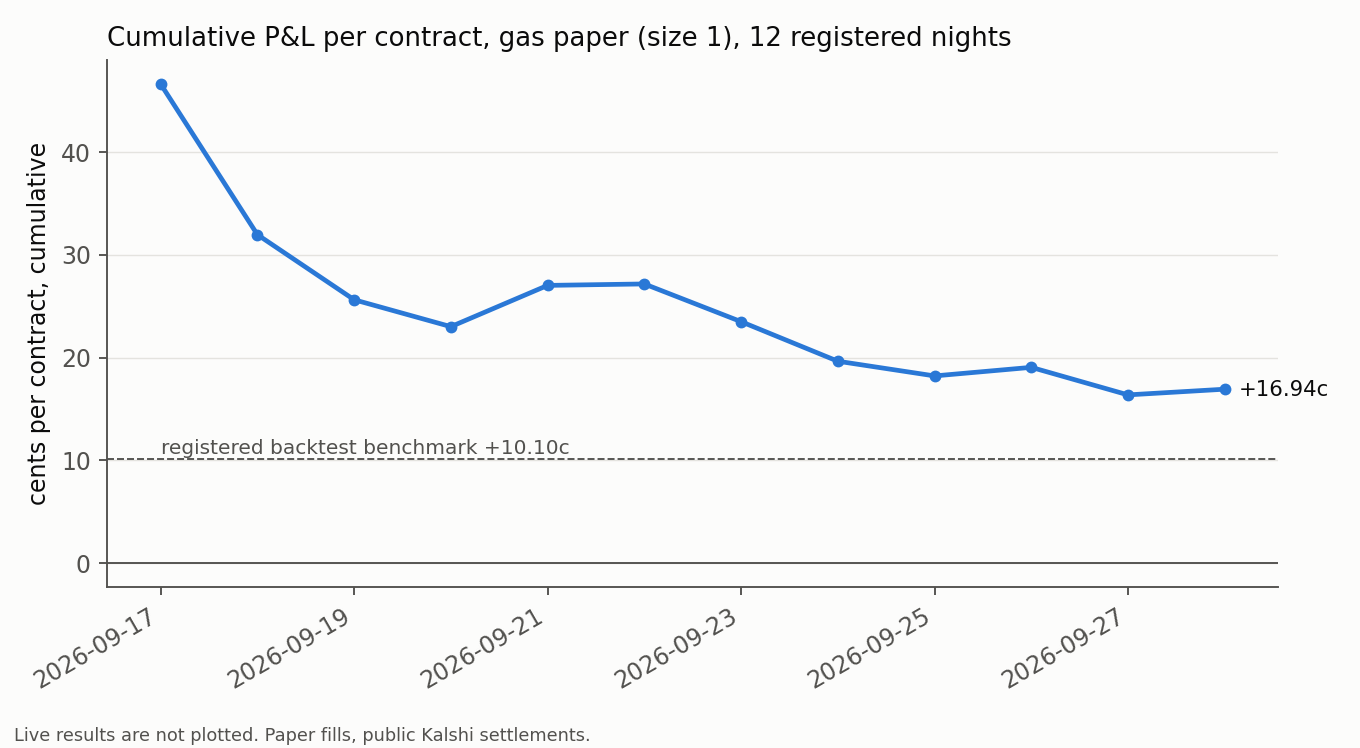 Cumulative P&L per contract, gas paper (size 1), 12 registered nights
cents per contract, cumulative
40
30
20
10
0
+16.94c
registered backtest benchmark +10.10c
2026-09-17
2026-09-19
2026-09-21
2026-09-23
2026-09-25
2026-09-27
Live results are not plotted. Paper fills, public Kalshi settlements.